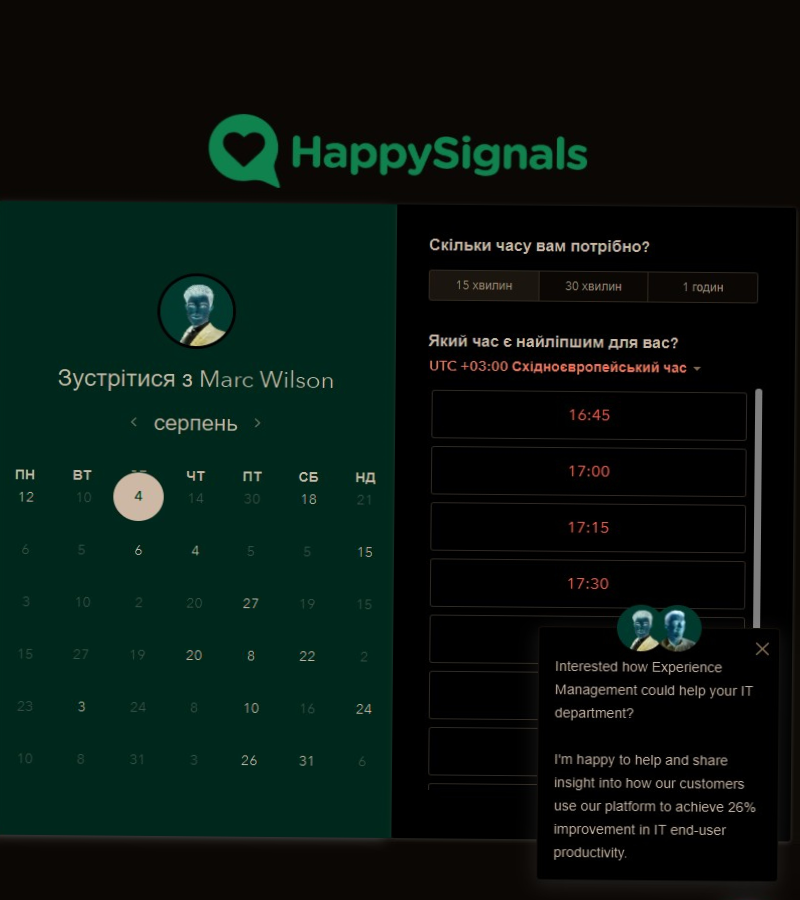 HappySignals
Зустрітися з Marc Wilson
серпень
ПН ВТ ЧТ ПТ СБ НД
12 10 4 14 30 18 21
6 5 6 4 5 5 15
3 10 2 20 27 19 15
15 27 19 20 8 22 2
23 3 24 8 10 16 24
10 8 31 3 26 31 6
Скільки часу вам потрібно?
15 хвилин 30 хвилин 1 годин
Який час є найліпшим для вас?
UTC +03:00 Східноєвропейський час
16:45
17:00
17:15
17:30
Interested how Experience
Management could help your IT
department?
I'm happy to help and share
insight into how our customers
use our platform to achieve 26%
improvement in IT end-user
productivity.